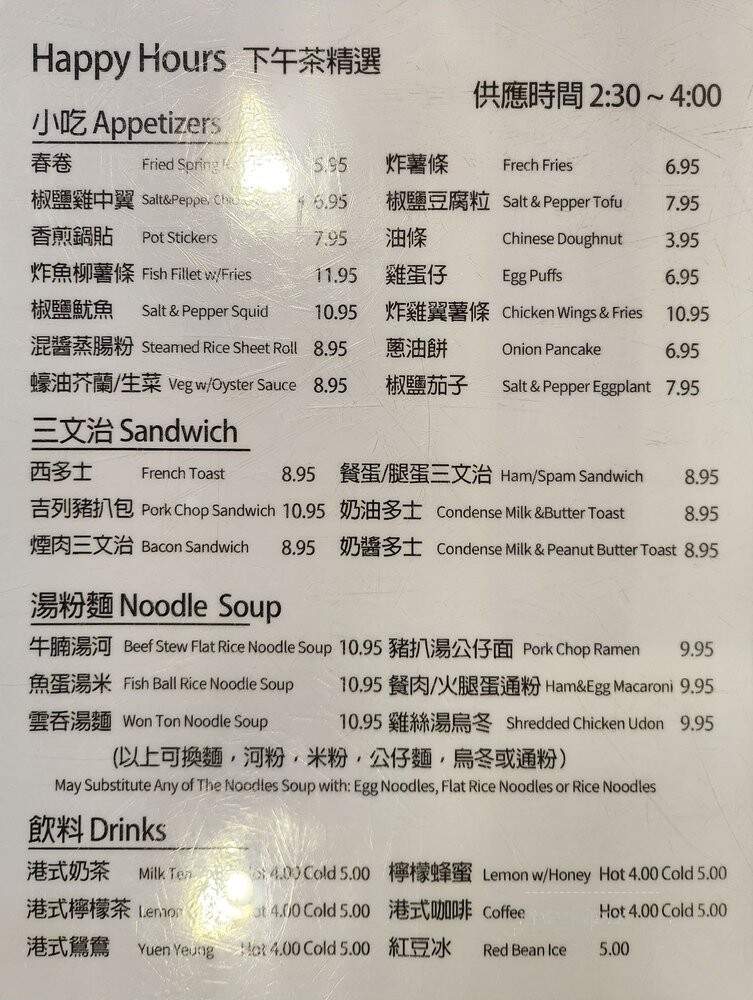 Happy Hours 下午茶精選
供應時間 2:30 ~ 4:00
小吃 Appetizers
春卷 Fried Spring 5.95 炸薯條 Frech Fries 6.95
椒鹽雞中翼 Salt&Pepper 6.95 椒鹽豆腐粒 Salt & Pepper Tofu 7.95
香煎鍋貼 Pot Stickers 7.95 油條 Chinese Doughnut 3.95
炸魚柳薯條 Fish Fillet w/Fries 11.95 雞蛋仔 Egg Puffs 6.95
椒鹽魷魚 Salt & Pepper Squid 10.95 炸雞翼薯條 Chicken Wings & Fries 10.95
混醬蒸腸粉 Steamed Rice Sheet Roll 8.95 蔥油餅 Onion Pancake 6.95
蠔油芥蘭/生菜 Veg w/Oyster Sauce 8.95 椒鹽茄子 Salt & Pepper Eggplant 7.95
三文治 Sandwich
西多士 French Toast 8.95 餐蛋/腿蛋三文治 Ham/Spam Sandwich 8.95
吉列豬扒包 Pork Chop Sandwich 10.95 奶油多士 Condense Milk &Butter Toast 8.95
煙肉三文治 Bacon Sandwich 8.95 奶醬多士 Condense Milk & Peanut Butter Toast 8.95
湯粉麵 Noodle Soup
牛腩湯河 Beef Stew Flat Rice Noodle Soup 10.95 豬扒湯公仔面 Pork Chop Ramen 9.95
魚蛋湯米 Fish Ball Rice Noodle Soup 10.95 餐肉/火腿蛋通粉 Ham&Egg Macaroni 9.95
雲吞湯麵 Won Ton Noodle Soup 10.95 雞絲湯烏冬 Shredded Chicken Udon 9.95
(以上可換麵，河粉，米粉，公仔麵，烏冬或通粉)
May Substitute Any of The Noodles Soup with: Egg Noodles, Flat Rice Noodles or Rice Noodles
飲料 Drinks
港式奶茶 Milk Tea Hot 4.00 Cold 5.00 檸檬蜂蜜 Lemon w/Honey Hot 4.00 Cold 5.00
港式檸檬茶 Lemon Hot 4.00 Cold 5.00 港式咖啡 Coffee Hot 4.00 Cold 5.00
港式鴛鴦 Yuen Yeung Hot 4.00 Cold 5.00 紅豆冰 Red Bean Ice 5.00